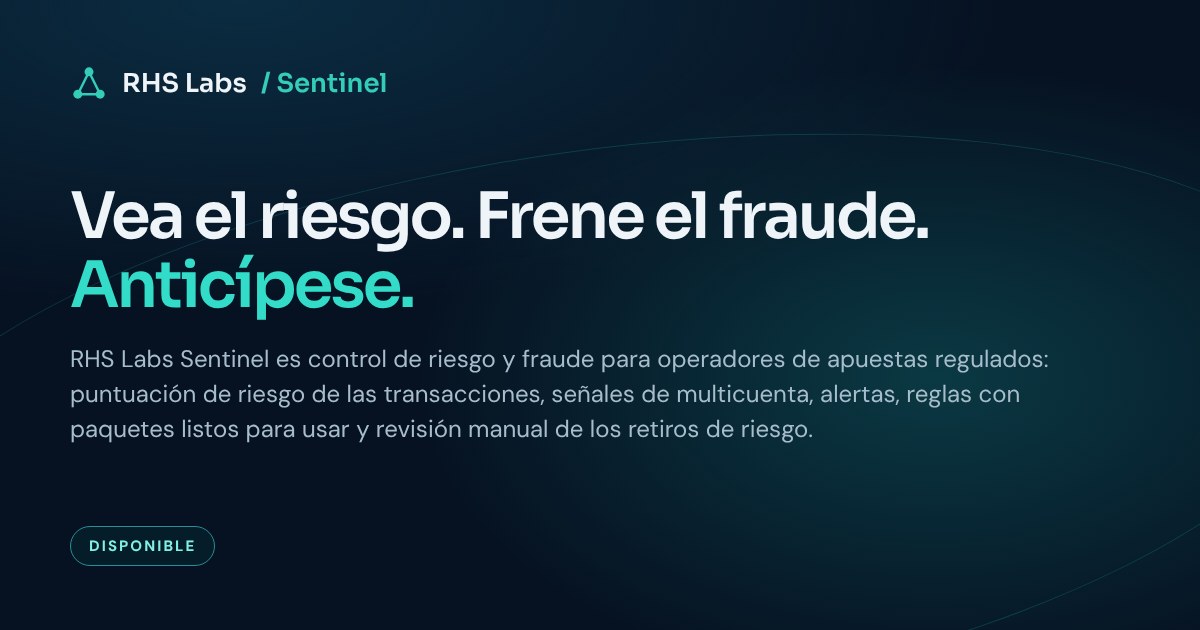 RHS Labs / Sentinel
Vea el riesgo. Frene el fraude.
Anticípese.
RHS Labs Sentinel es control de riesgo y fraude para operadores de apuestas regulados:
puntuación de riesgo de las transacciones, señales de multicuenta, alertas, reglas con
paquetes listos para usar y revisión manual de los retiros de riesgo.
DISPONIBLE